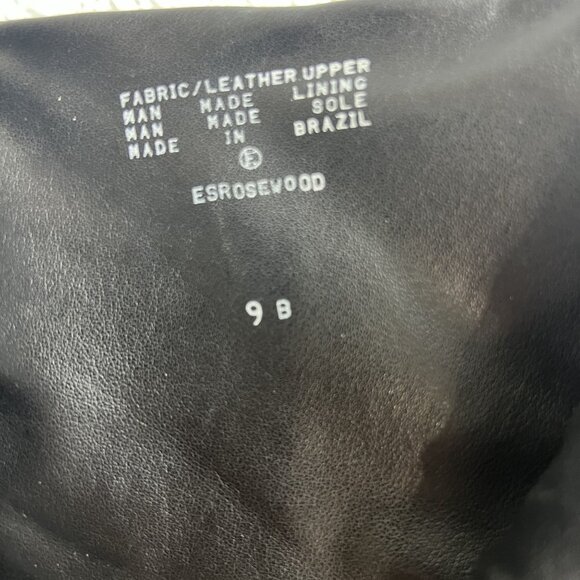 FABRIC/LEATHER UPPER
MAN MADE LINING
MAN MADE SOLE
MADE IN BRAZIL
E
ESROSEWOOD
9 B